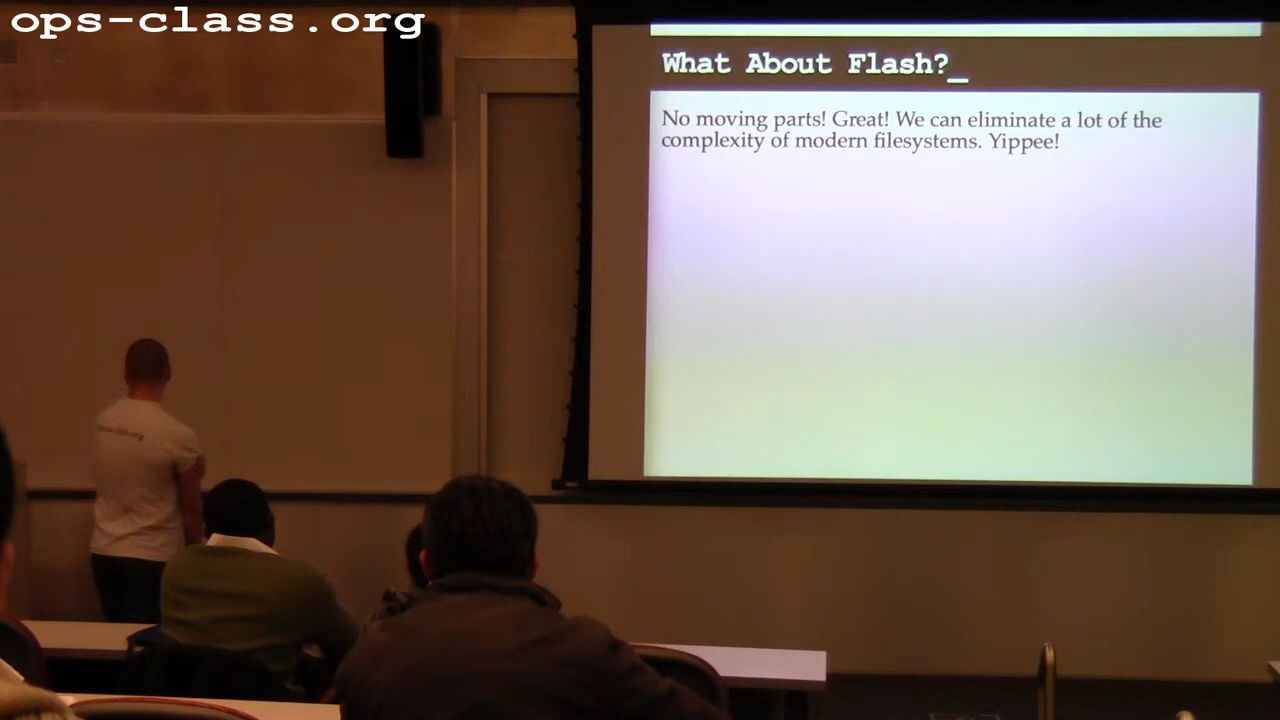 ops-class.org
What About Flash?_
No moving parts! Great! We can eliminate a lot of the
complexity of modern filesystems. Yippee!